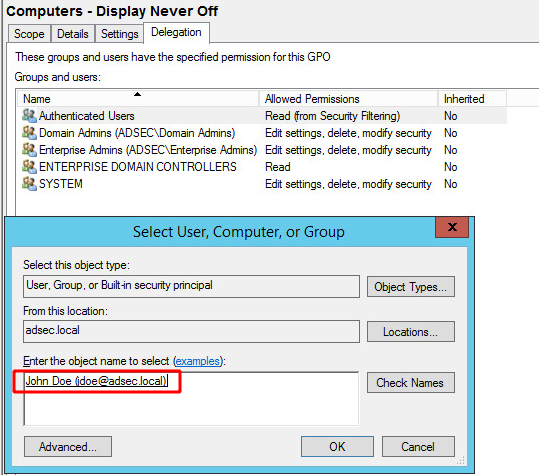 Computers - Display Never Off
Scope Details Settings Delegation
These groups and users have the specified permission for this GPO
Groups and users:
Name Allowed Permissions Inherited
Authenticated Users Read (from Security Filtering) No
Domain Admins (ADSEC\Domain Admins) Edit settings, delete, modify security No
Enterprise Admins (ADSEC\Enterprise Admins) Edit settings, delete, modify security No
ENTERPRISE DOMAIN CONTROLLERS Read No
SYSTEM Edit settings, delete, modify security No
Select User, Computer, or Group
x
Select this object type:
User, Group, or Built-in security principal Object Types...
From this location:
adsec.local Locations...
Enter the object name to select (examples):
John Doe (jdoe@adsec.local) Check Names
Advanced... OK Cancel